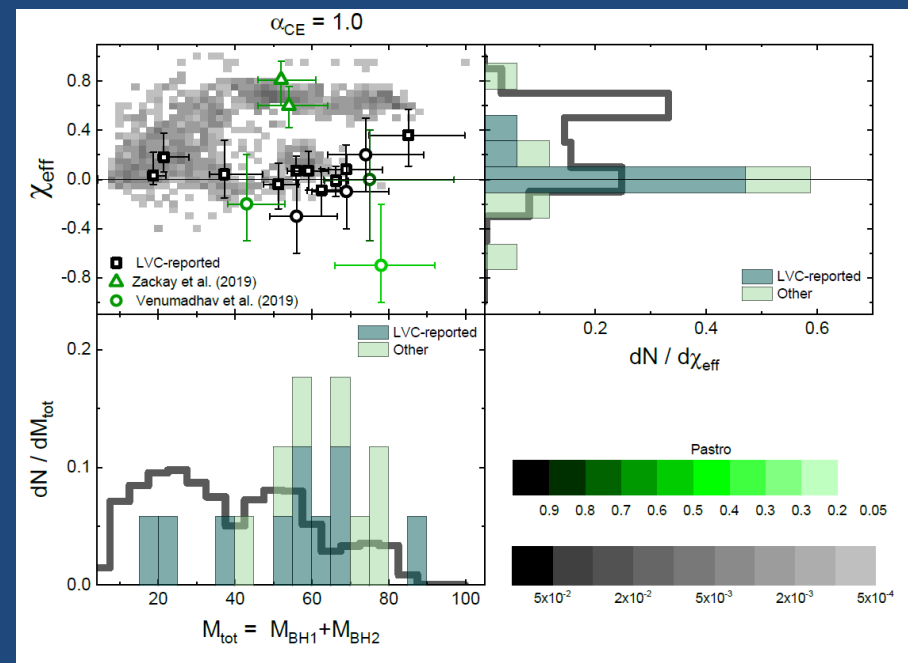 αCE = 1.0
χeff
0.8
0.4
0.0
-0.4
-0.8
LVC-reported
Zackay et al. (2019)
Venumadhav et al. (2019)
LVC-reported
Other
0.2 0.4 0.6
dN / dχeff
dN / dMtot
0.2
0.1
0.0
LVC-reported
Other
20 40 60 80 100
Mtot = MBH1+MBH2
Pastro
0.9 0.8 0.7 0.6 0.5 0.4 0.3 0.3 0.2 0.05
5x10-2 2x10-2 5x10-3 2x10-3 5x10-4